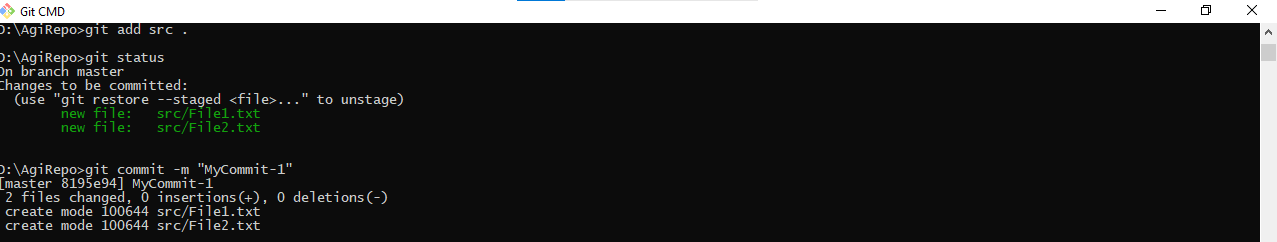 Git CMD
D:\AgiRepo>git add src .
D:\AgiRepo>git status
On branch master
Changes to be committed:
  (use "git restore --staged <file>..." to unstage)
        new file:   src/File1.txt
        new file:   src/File2.txt
D:\AgiRepo>git commit -m "MyCommit-1"
[master 8195e94] MyCommit-1
 2 files changed, 0 insertions(+), 0 deletions(-)
 create mode 100644 src/File1.txt
 create mode 100644 src/File2.txt